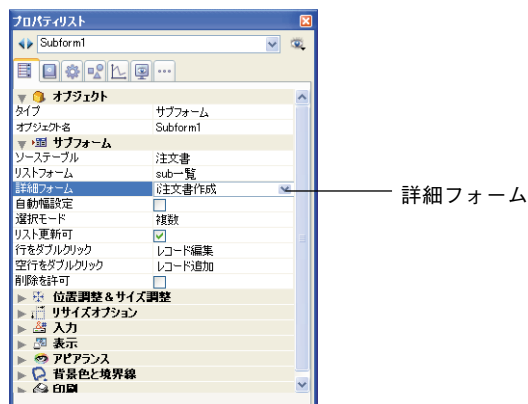 プロパティリスト
Subform1
オブジェクト
タイプ サブフォーム
オブジェクト名 Subform1
サブフォーム
ソーステーブル 注文書
リストフォーム sub一覧
詳細フォーム i注文書作成
詳細フォーム
自動幅設定
選択モード 複数
リスト更新可
行をダブルクリック レコード編集
空行をダブルクリック レコード追加
削除を許可
位置調整&サイズ調整
リサイズオプション
入力
表示
アピアランス
背景色と境界線
印刷